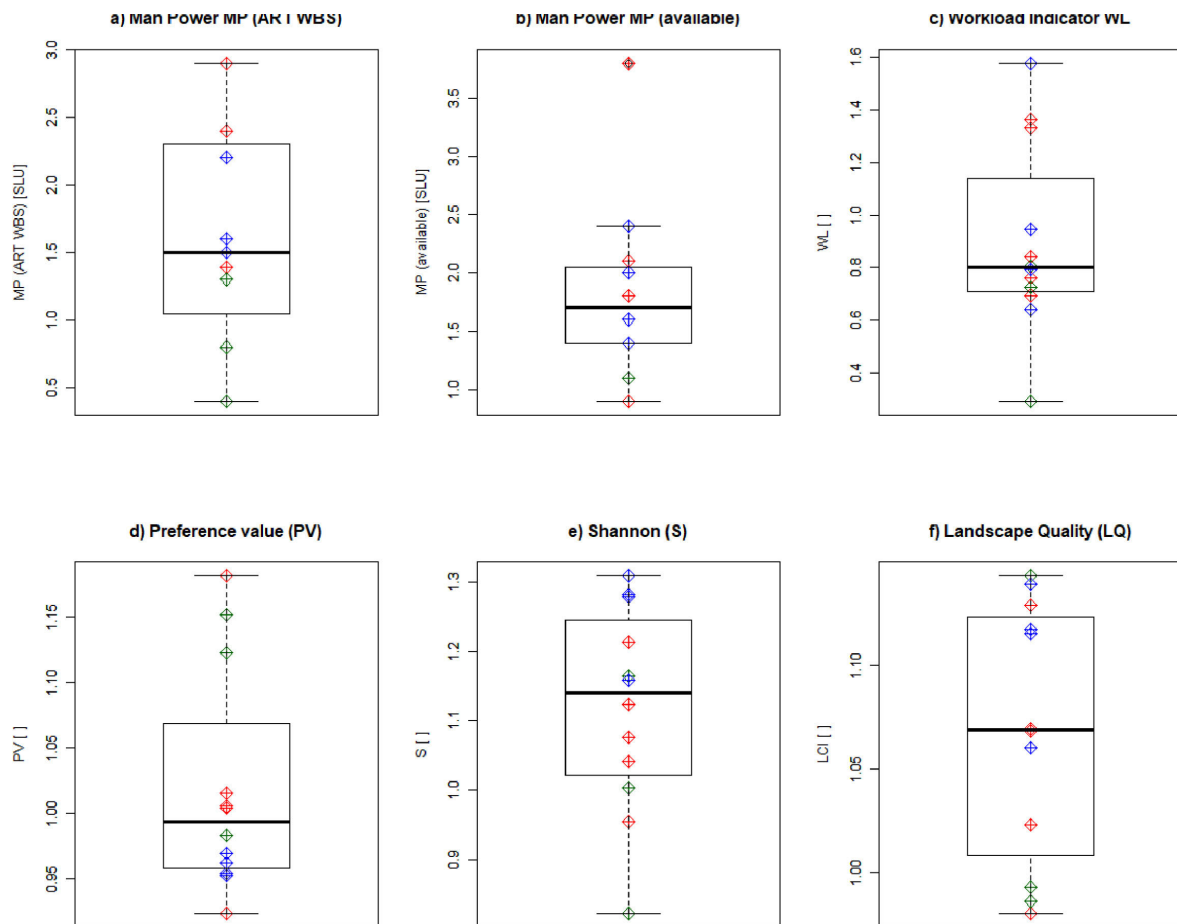 a) Man Power MP (ART WBS)
MP (ART WBS) [SLU]
3.0
2.5
2.0
1.5
1.0
0.5
b) Man Power MP (available)
MP (available) [SLU]
3.5
3.0
2.5
2.0
1.5
1.0
c) Workload Indicator WL
WL [ ]
1.6
1.4
1.2
1.0
0.8
0.6
0.4
d) Preference value (PV)
PV [ ]
1.15
1.10
1.05
1.00
0.95
e) Shannon (S)
S [ ]
1.3
1.2
1.1
1.0
0.9
f) Landscape Quality (LQ)
LCI [ ]
1.10
1.05
1.00